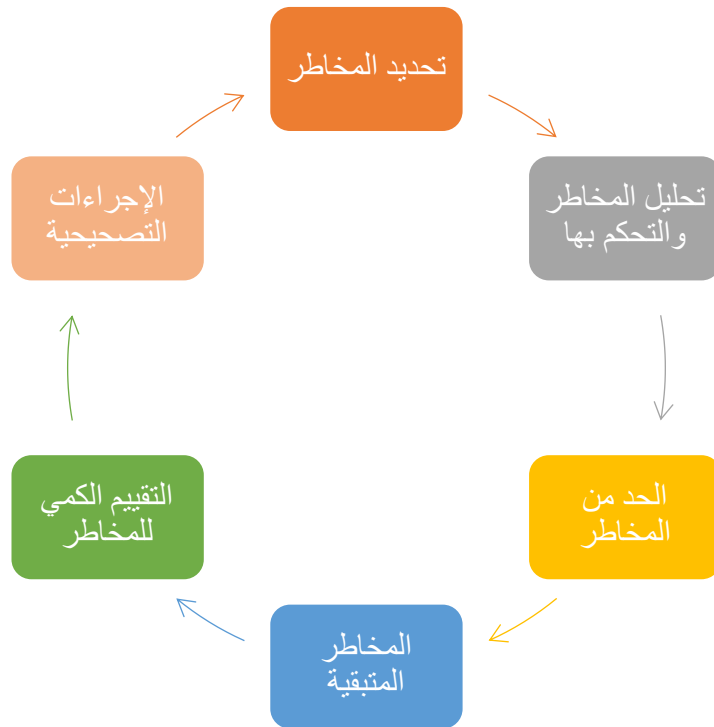 تحديد المخاطر
تحليل المخاطر
والتحكم بها
الحد من
المخاطر
المخاطر
المتبقية
التقييم الكمي
للمخاطر
الإجراءات
التصحيحية